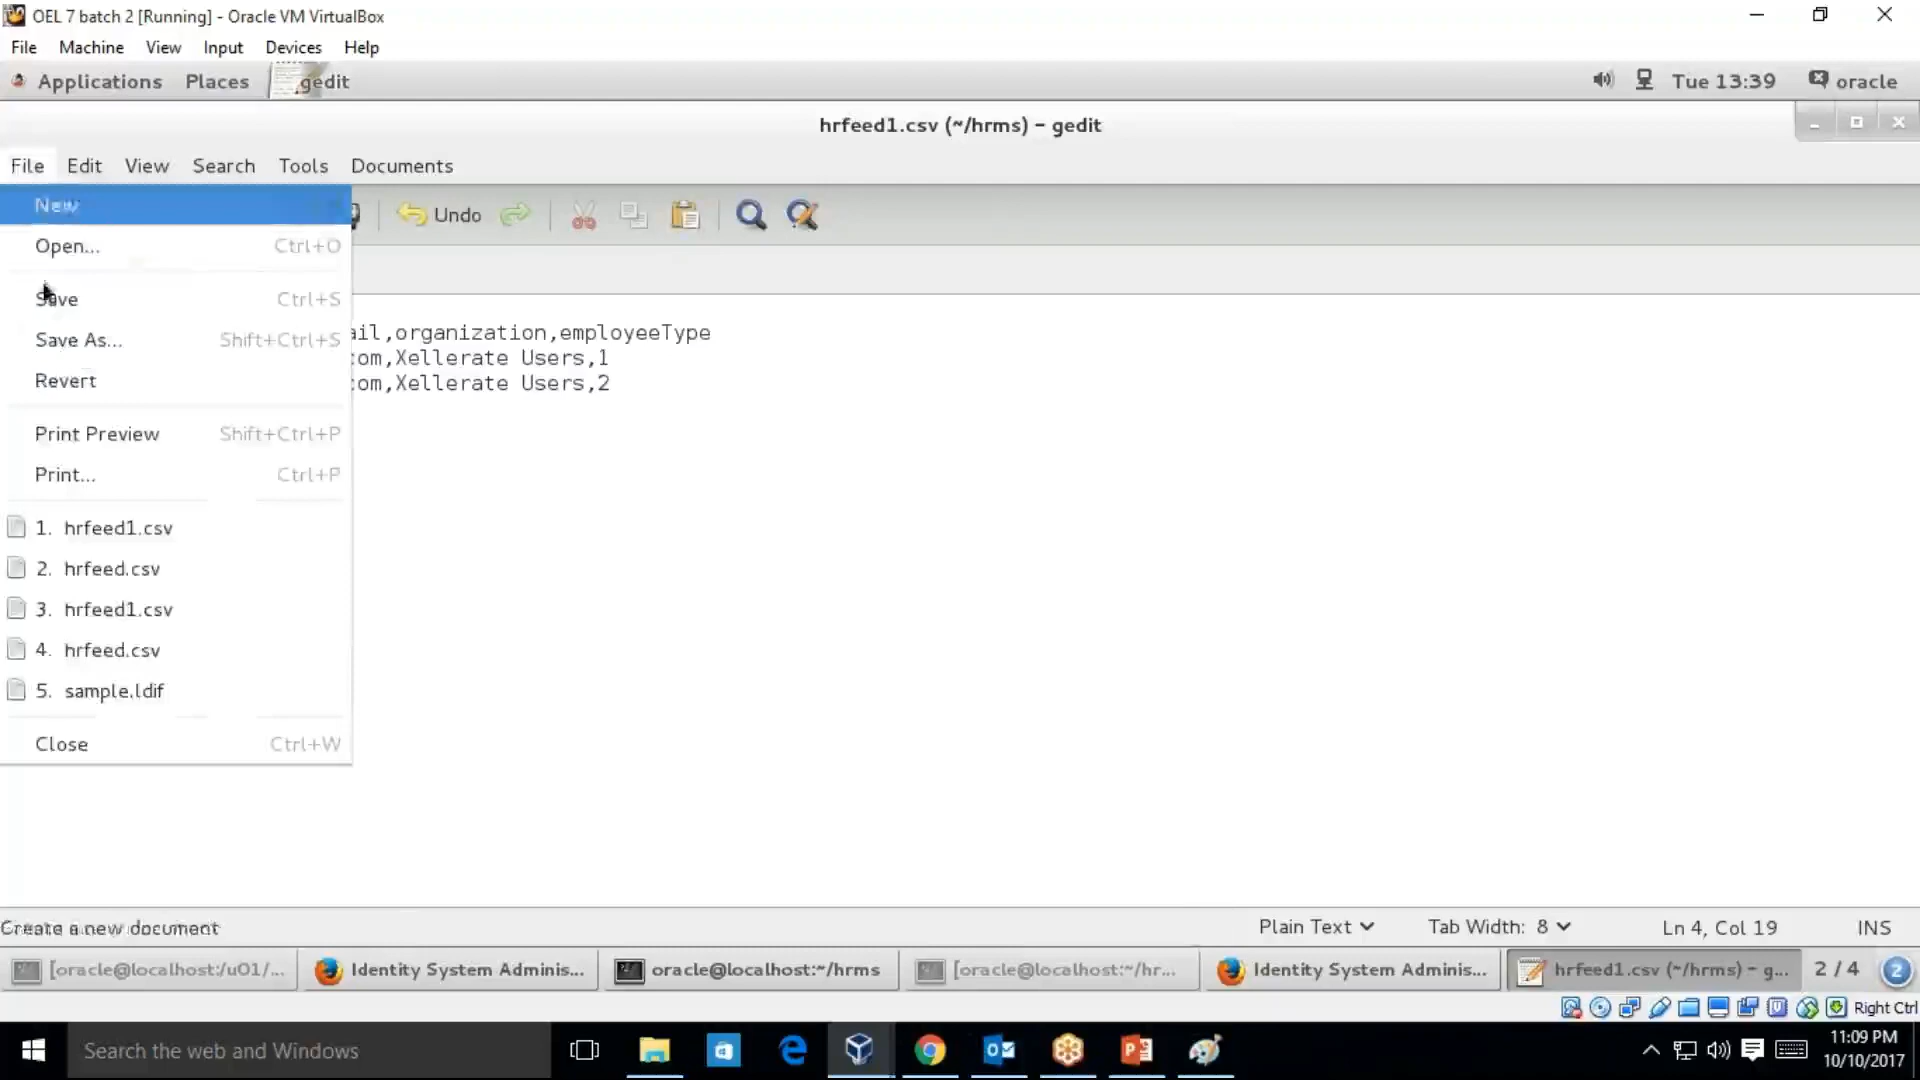 OEL 7 batch 2 [Running] - Oracle VM VirtualBox
File Machine View Input Devices Help
Applications Places gedit Tue 13:39 oracle
hrfeed1.csv (~/hrms) - gedit
File Edit View Search Tools Documents
New
Undo
Open... Ctrl+O
Save Ctrl+S
ail,organization,employeeType
Save As... Shift+Ctrl+S
com,Xellerate Users,1
Revert
com,Xellerate Users,2
Print Preview Shift+Ctrl+P
Print... Ctrl+P
1. hrfeed1.csv
2. hrfeed.csv
3. hrfeed1.csv
4. hrfeed.csv
5. sample.ldif
Close Ctrl+W
Create a new document Plain Text Tab Width: 8 Ln 4, Col 19 INS
[oracle@localhost:/u01/... Identity System Adminis... oracle@localhost:~/hrms [oracle@localhost:~/hr... Identity System Adminis... hrfeed1.csv (~/hrms) - g... 2 / 4 2
Right Ctrl
Search the web and Windows
11:09 PM
10/10/2017